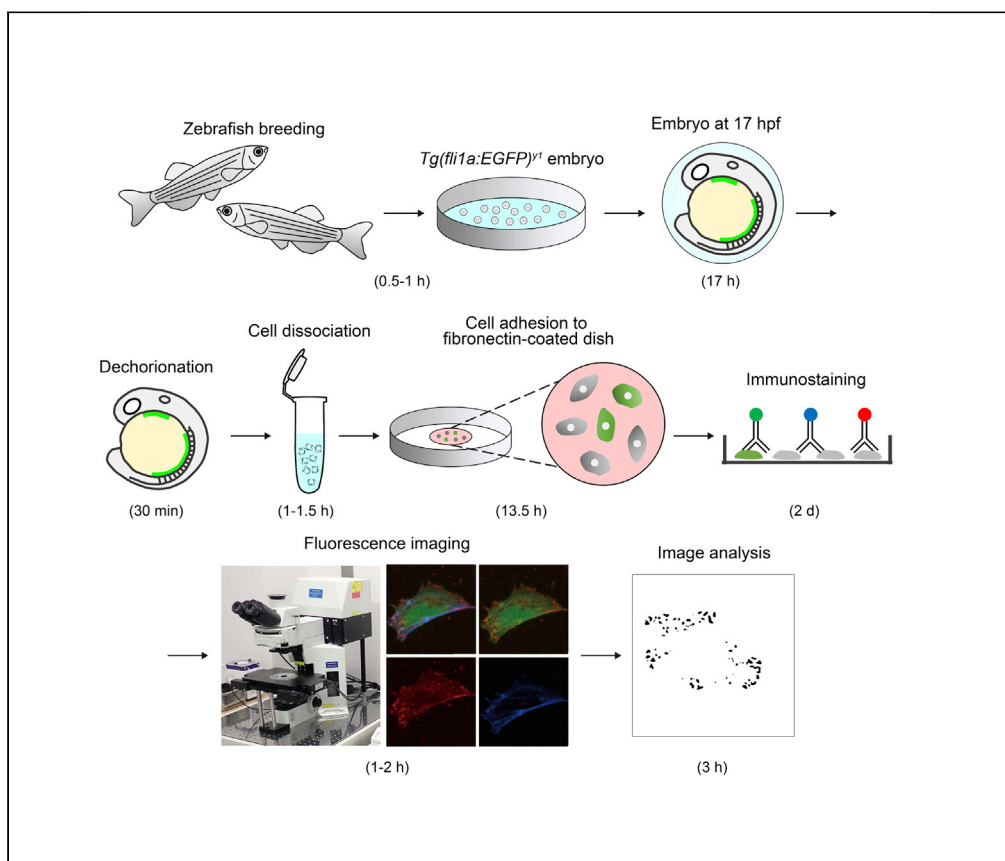 Zebrafish breeding
Tg(fli1a:EGFP)^y1 embryo
Embryo at 17 hpf
(0.5-1 h)
(17 h)
Dechorionation
Cell dissociation
Cell adhesion to
fibronectin-coated dish
Immunostaining
(30 min)
(1-1.5 h)
(13.5 h)
(2 d)
Fluorescence imaging
Image analysis
(1-2 h)
(3 h)